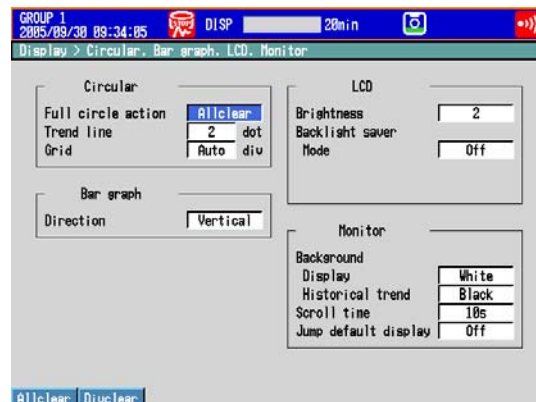 GROUP 1
2005/09/30 09:34:05
DISP
20min
Display > Circular. Bar graph. LCD. Monitor
Circular
Full circle action Allclear
Trend line 2 dot
Grid Auto div
Bar graph
Direction Vertical
LCD
Brightness 2
Backlight saver
Mode Off
Monitor
Background
Display White
Historical trend Black
Scroll time 10s
Jump default display Off
Allclear Divclear